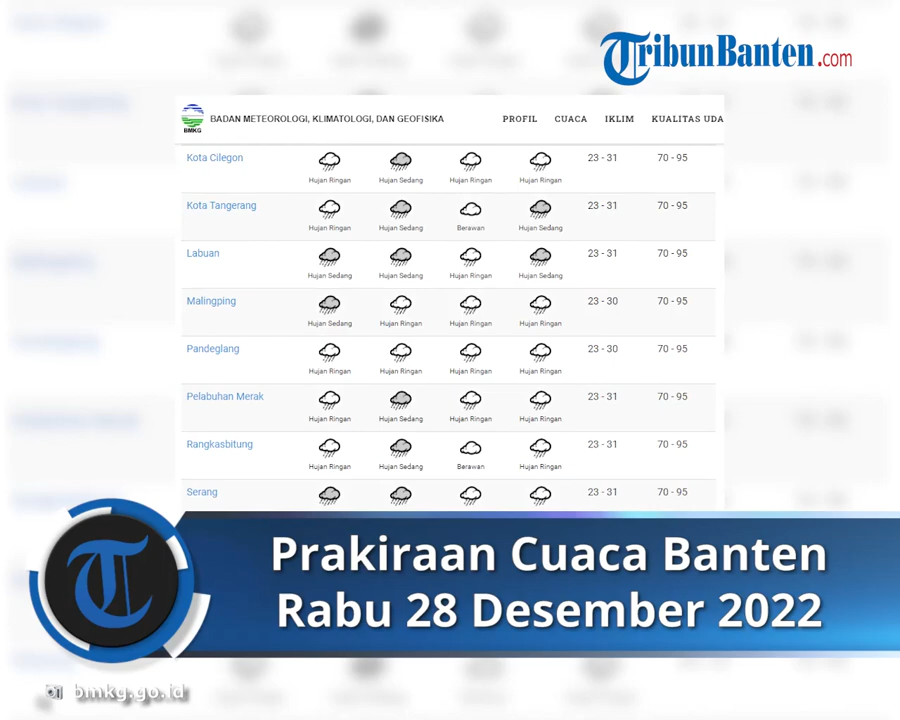 TribunBanten.com
BMKG
BADAN METEOROLOGI, KLIMATOLOGI, DAN GEOFISIKA PROFIL CUACA IKLIM KUALITAS UDA
Kota Cilegon 23 - 31 70 - 95
Hujan Ringan Hujan Sedang Hujan Ringan Hujan Ringan
Kota Tangerang 23 - 31 70 - 95
Hujan Ringan Hujan Sedang Berawan Hujan Sedang
Labuan 23 - 31 70 - 95
Hujan Sedang Hujan Sedang Hujan Ringan Hujan Sedang
Malingping 23 - 30 70 - 95
Hujan Sedang Hujan Ringan Hujan Ringan Hujan Ringan
Pandeglang 23 - 30 70 - 95
Hujan Ringan Hujan Ringan Hujan Ringan Hujan Ringan
Pelabuhan Merak 23 - 31 70 - 95
Hujan Ringan Hujan Sedang Hujan Ringan Hujan Ringan
Rangkasbitung 23 - 31 70 - 95
Hujan Ringan Hujan Sedang Berawan Hujan Ringan
Serang 23 - 31 70 - 95
Prakiraan Cuaca Banten
Rabu 28 Desember 2022
T
bmkg.go.id